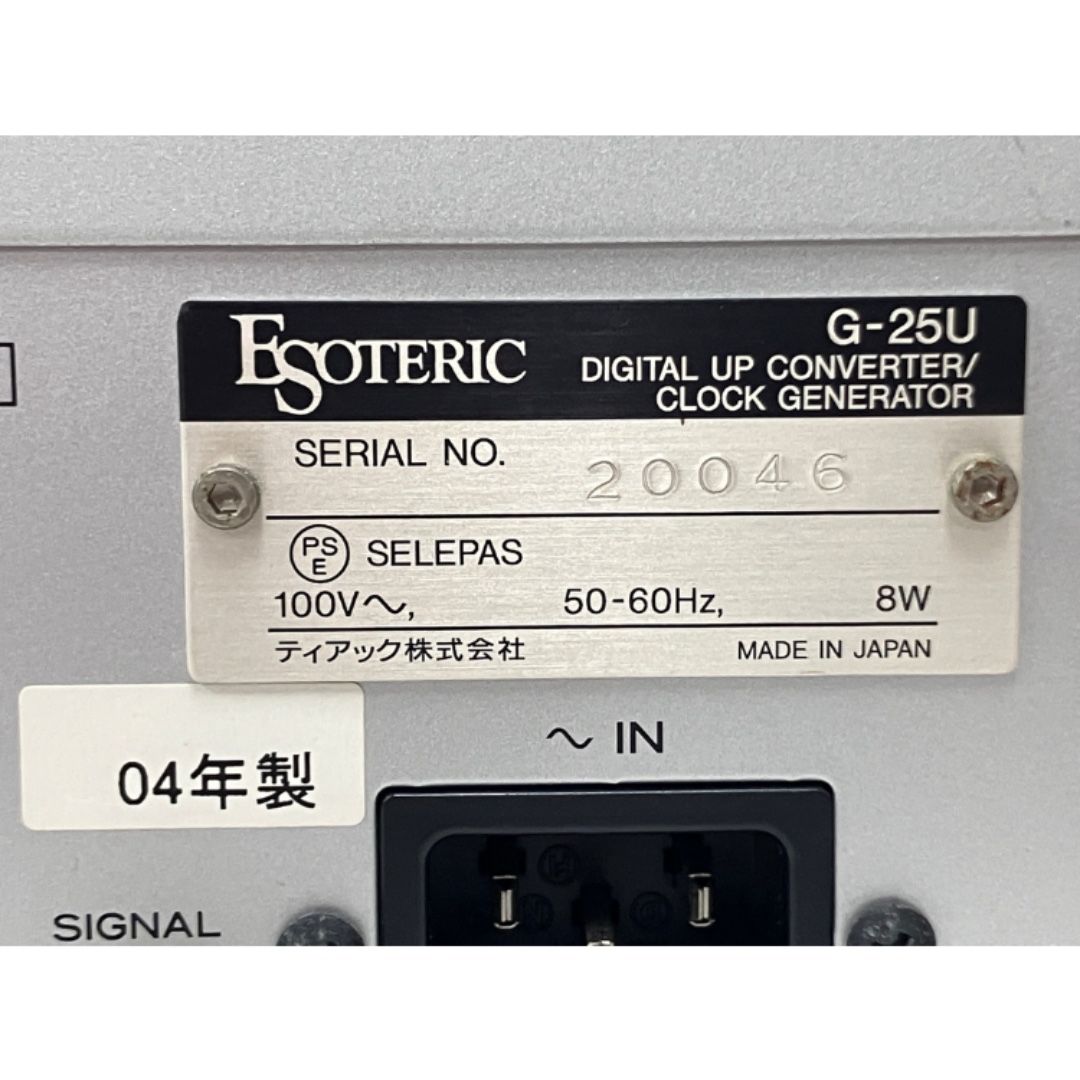 ESOTERIC
G-25U
DIGITAL UP CONVERTER/
CLOCK GENERATOR
SERIAL NO. 20046
PS
E
SELEPAS
100V〜, 50-60Hz, 8W
ティアック株式会社 MADE IN JAPAN
04年製
〜 IN
SIGNAL